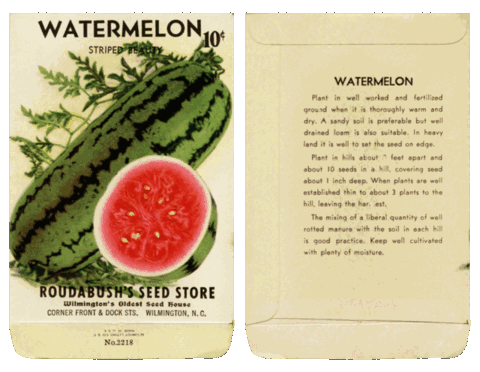 WATERMELON
10¢
STRIPED BEAUTY
ROUDABUSH'S SEED STORE
Wilmington's Oldest Seed House
CORNER FRONT & DOCK STS. WILMINGTON, N.C.
No.2218
WATERMELON
Plant in well worked and fertilized
ground when it is thoroughly warm and
dry. A sandy soil is preferable but well
drained loam is also suitable. In heavy
land it is well to set the seed on edge.
Plant in hills about feet apart and
about 10 seeds in a hill, covering seed
about 1 inch deep. When plants are well
established thin to about 3 plants to the
hill, leaving the
The mixing of a liberal quantity of well
rotted manure with the soil in each hill
is good practice. Keep well cultivated
with plenty of moisture.